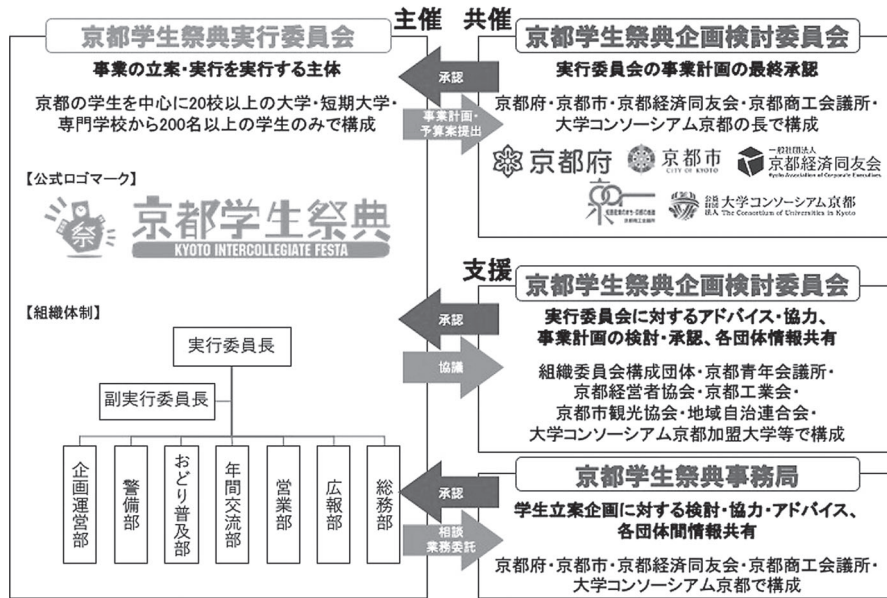 主催
京都学生祭典実行委員会
事業の立案・実行を実行する主体
京都の学生を中心に20校以上の大学・短期大学・
専門学校から200名以上の学生のみで構成
【公式ロゴマーク】
祭
京都学生祭典
KYOTO INTERCOLLEGIATE FESTA
【組織体制】
実行委員長
副実行委員長
企画運営部
警備部
おどり普及部
年間交流部
営業部
広報部
総務部
承認
事業計画・
予算案提出
共催
京都学生祭典企画検討委員会
実行委員会の事業計画の最終承認
京都府・京都市・京都経済同友会・京都商工会議所・
大学コンソーシアム京都の長で構成
京都府
京都市
CITY OF KYOTO
一般社団法人
京都経済同友会
Kyoto Association of Corporate Executives
京都商工会議所
公益
財団
法人
大学コンソーシアム京都
The Consortium of Universities in Kyoto
承認
協議
支援
京都学生祭典企画検討委員会
実行委員会に対するアドバイス・協力、
事業計画の検討・承認、各団体情報共有
組織委員会構成団体・京都青年会議所・
京都経営者協会・京都工業会・
京都市観光協会・地域自治連合会・
大学コンソーシアム京都加盟大学等で構成
承認
相談
業務委託
京都学生祭典事務局
学生立案企画に対する検討・協力・アドバイス、
各団体間情報共有
京都府・京都市・京都経済同友会・京都商工会議所・
大学コンソーシアム京都で構成